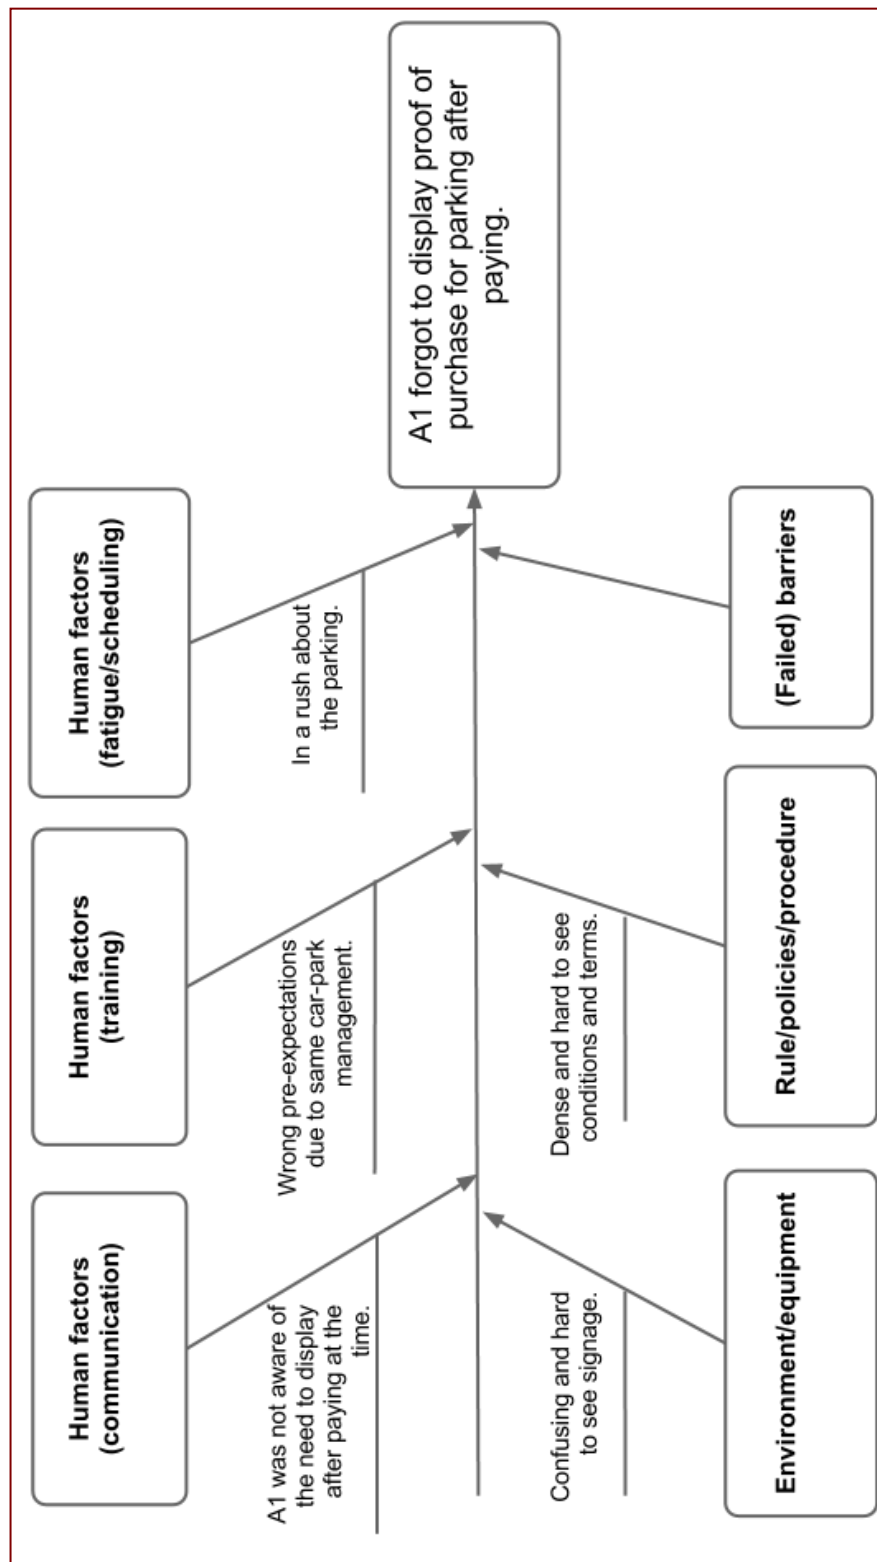 Human factors
(communication)
Human factors
(training)
Human factors
(fatigue/scheduling)
A1 was not aware of
the need to display
after paying at the
time.
Wrong pre-expectations
due to same car-park
management.
In a rush about
the parking.
A1 forgot to display proof of
purchase for parking after
paying.
Confusing and hard
to see signage.
Dense and hard to see
conditions and terms.
Environment/equipment
Rule/policies/procedure
(Failed) barriers